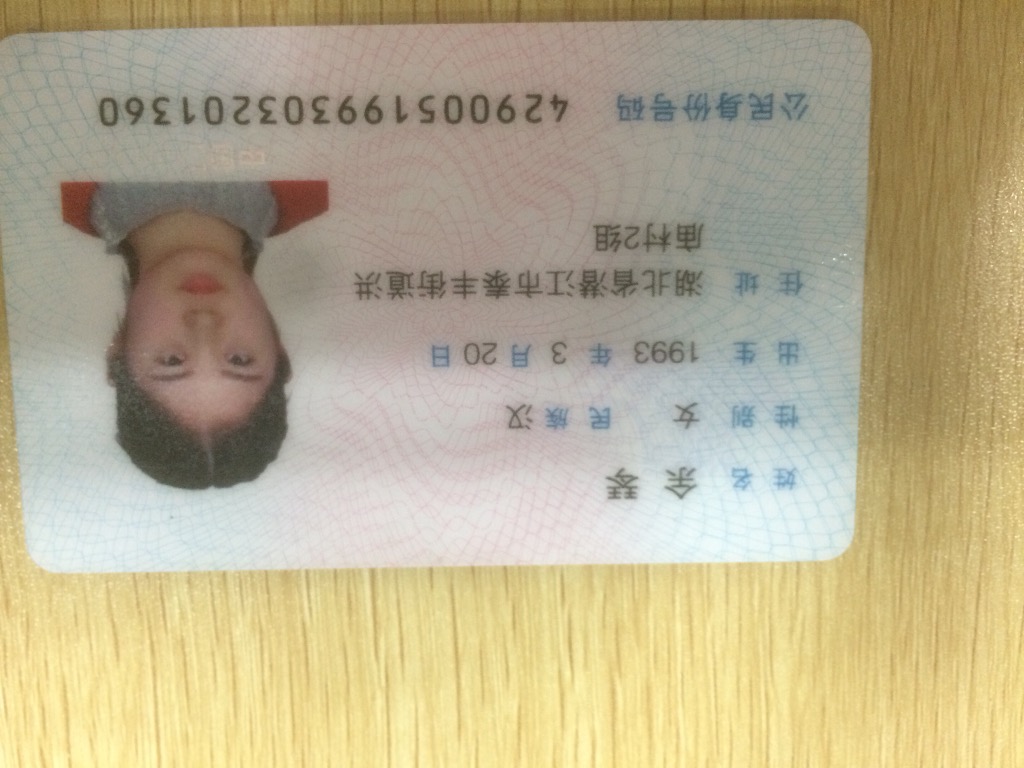 姓名 余琴
性别 女 民族 汉
出生 1993 年 3 月 20 日
住址 湖北省潜江市泰丰街道洪
庙村2组
公民身份号码 429005199303201360